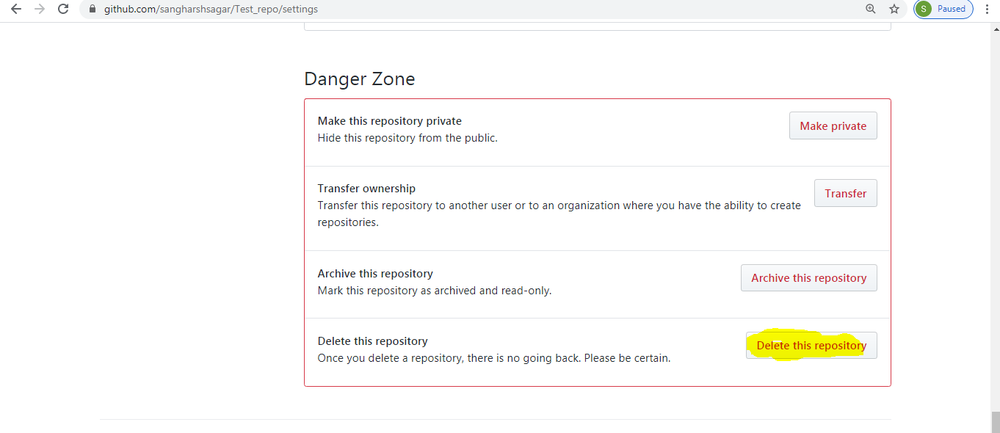 github.com/sangharshsagar/Test_repo/settings
S Paused
Danger Zone
Make this repository private
Hide this repository from the public.
Make private
Transfer ownership
Transfer this repository to another user or to an organization where you have the ability to create
repositories.
Transfer
Archive this repository
Mark this repository as archived and read-only.
Archive this repository
Delete this repository
Once you delete a repository, there is no going back. Please be certain.
Delete this repository